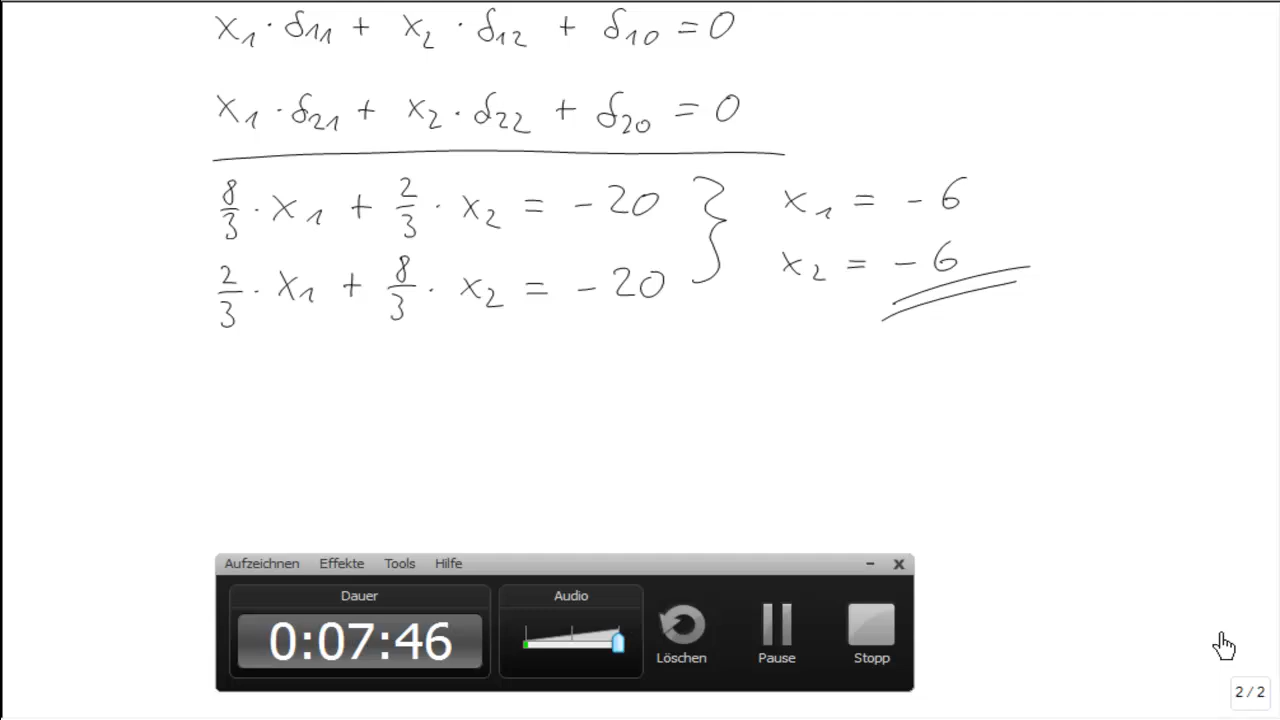 x₁ · δ₁₁ + x₂ · δ₁₂ + δ₁₀ = 0
x₁ · δ₂₁ + x₂ · δ₂₂ + δ₂₀ = 0
8/3 · x₁ + 2/3 · x₂ = - 20 } x₁ = - 6
2/3 · x₁ + 8/3 · x₂ = - 20 x₂ = - 6
Aufzeichnen Effekte Tools Hilfe – X
Dauer Audio
0:07:46
Löschen Pause Stopp
2 / 2